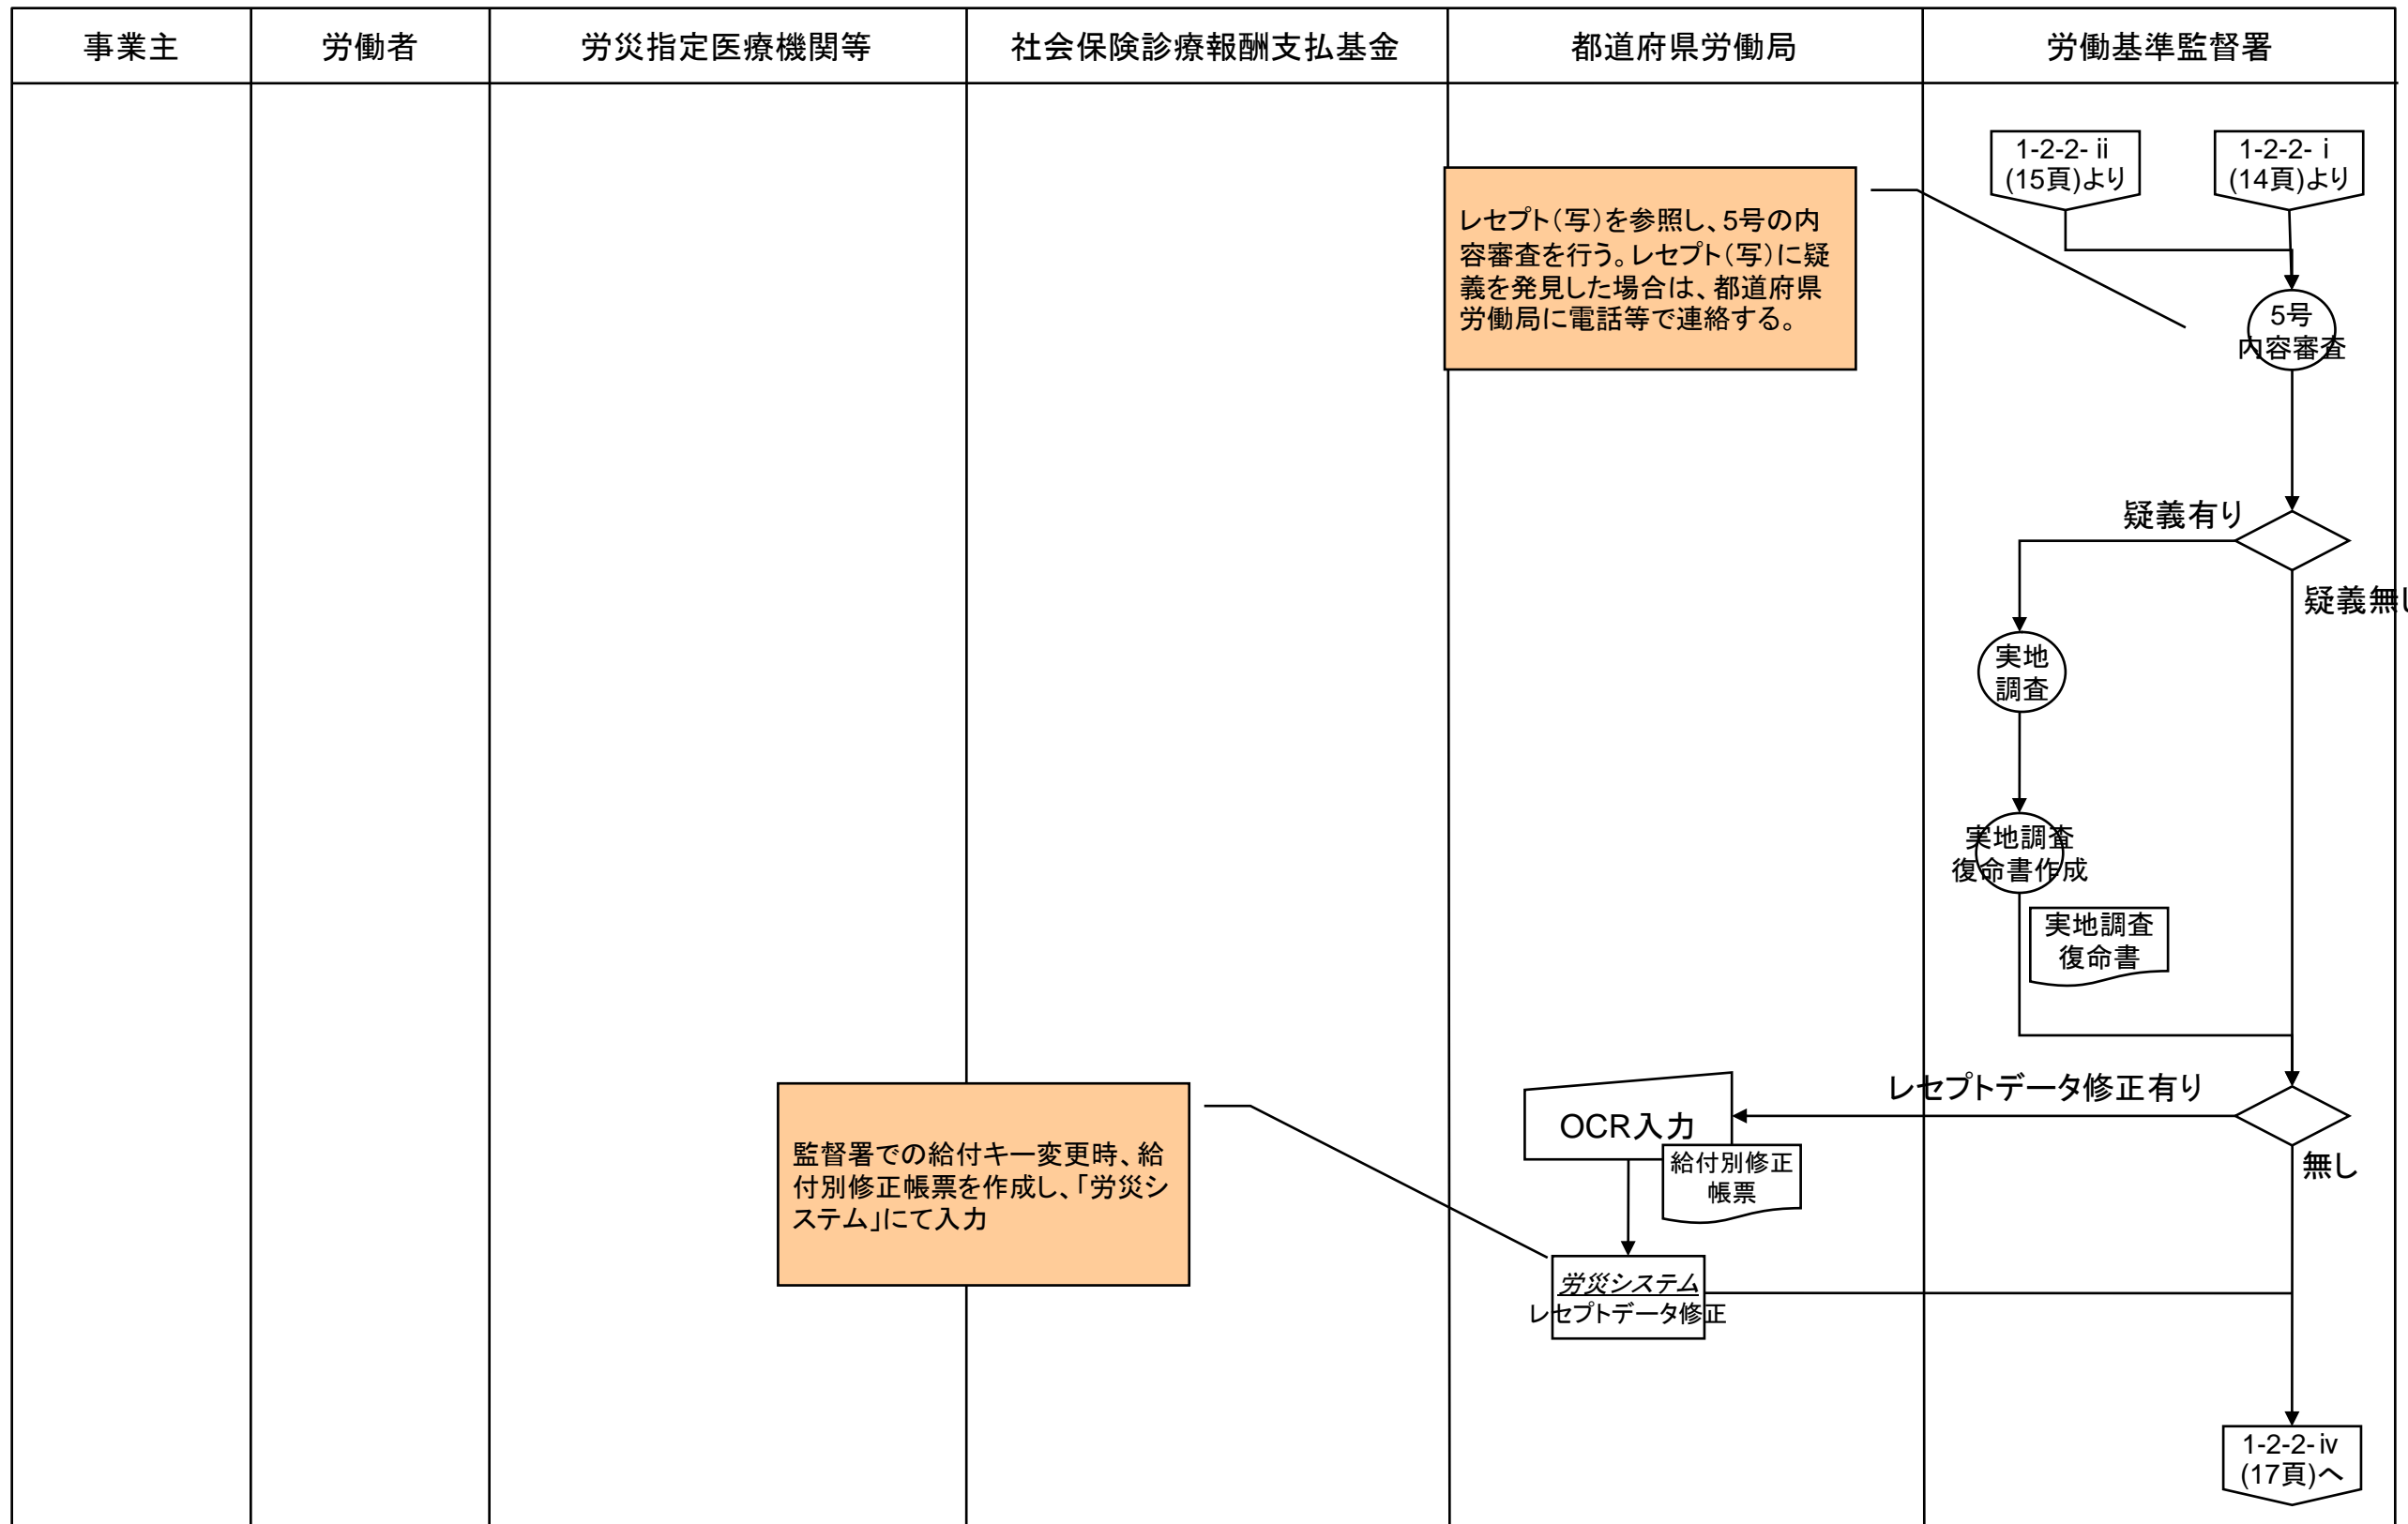 事業主
労働者
労災指定医療機関等
社会保険診療報酬支払基金
都道府県労働局
労働基準監督署
1-2-2- ⅱ
(15頁)より
1-2-2- ⅰ
(14頁)より
レセプト（写）を参照し、5号の内
容審査を行う。レセプト（写）に疑
義を発見した場合は、都道府県
労働局に電話等で連絡する。
5号
内容審査
疑義有り
疑義無し
実地
調査
実地調査
復命書作成
実地調査
復命書
レセプトデータ修正有り
OCR入力
給付別修正
帳票
無し
監督署での給付キー変更時、給
付別修正帳票を作成し、「労災シ
ステム」にて入力
労災システム
レセプトデータ修正
1-2-2-ⅳ
(17頁)へ